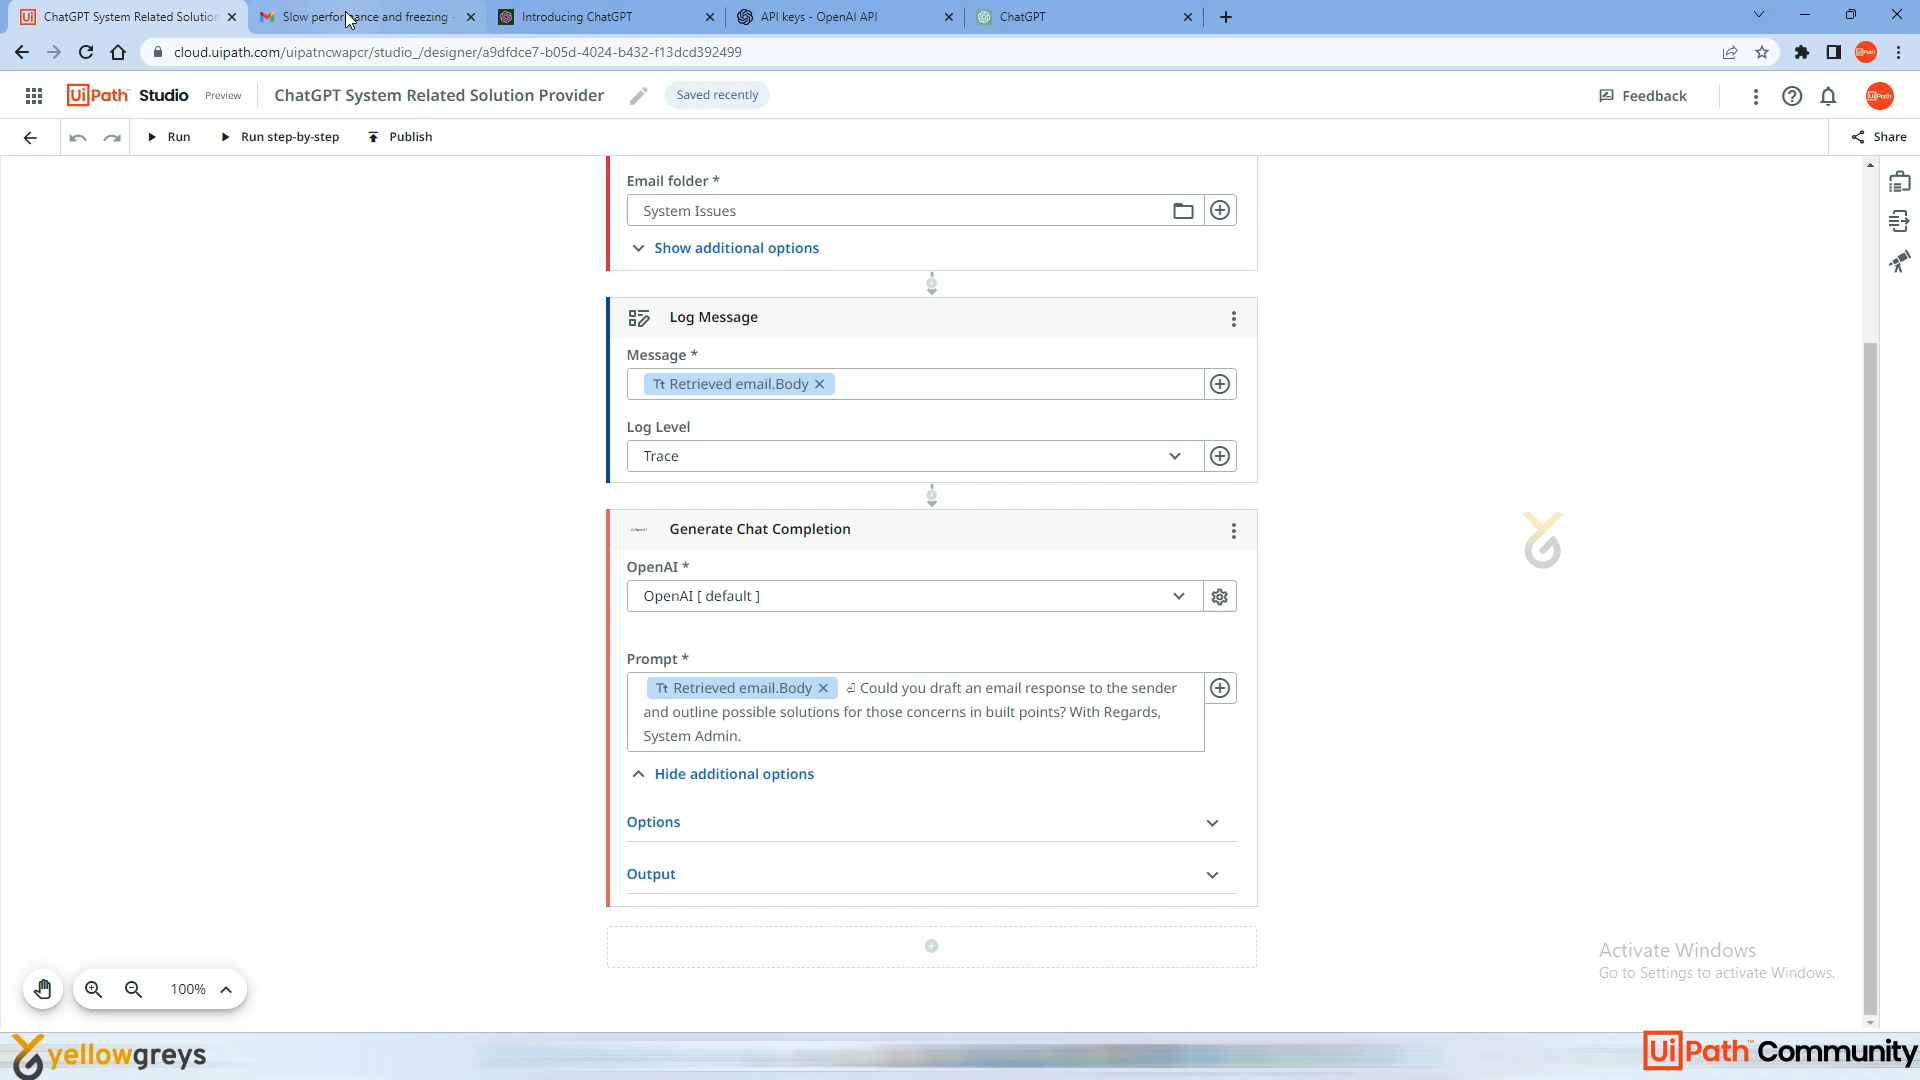 ChatGPT System Related Solution
Slow performance and freezing -
Introducing ChatGPT
API keys - OpenAI API
ChatGPT
cloud.uipath.com/uipatncwapcr/studio_/designer/a9dfdce7-b05d-4024-b432-f13dcd392499
UiPath Studio Preview
ChatGPT System Related Solution Provider
Saved recently
Feedback
Run
Run step-by-step
Publish
Share
Email folder *
System Issues
Show additional options
Log Message
Message *
Tt Retrieved email.Body
Log Level
Trace
Generate Chat Completion
OpenAI *
OpenAI [ default ]
Prompt *
Tt Retrieved email.Body Could you draft an email response to the sender
and outline possible solutions for those concerns in built points? With Regards,
System Admin.
Hide additional options
Options
Output
Activate Windows
Go to Settings to activate Windows.
100%
yellowgreys
UiPath Community